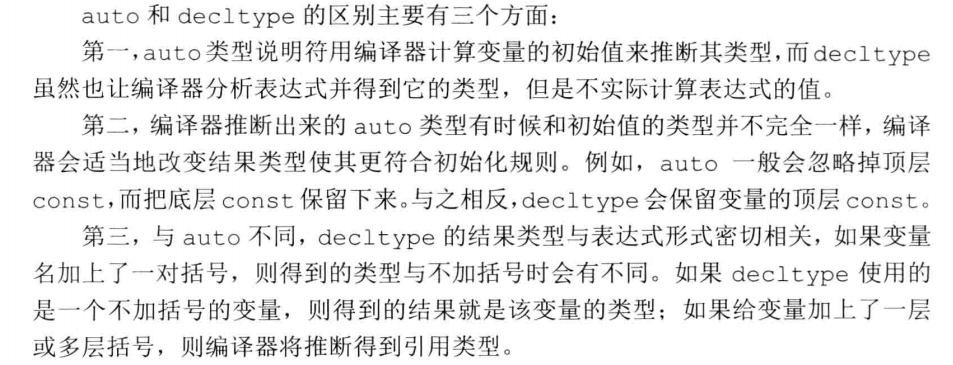 auto 和 decltype 的区别主要有三个方面：
第一，auto 类型说明符用编译器计算变量的初始值来推断其类型，而 decltype
虽然也让编译器分析表达式并得到它的类型，但是不实际计算表达式的值。
第二，编译器推断出来的 auto 类型有时候和初始值的类型并不完全一样，编译
器会适当地改变结果类型使其更符合初始化规则。例如，auto 一般会忽略掉顶层
const，而把底层 const 保留下来。与之相反，decltype 会保留变量的顶层 const。
第三，与 auto 不同，decltype 的结果类型与表达式形式密切相关，如果变量
名加上了一对括号，则得到的类型与不加括号时会有不同。如果 decltype 使用的
是一个不加括号的变量，则得到的结果就是该变量的类型；如果给变量加上了一层
或多层括号，则编译器将推断得到引用类型。